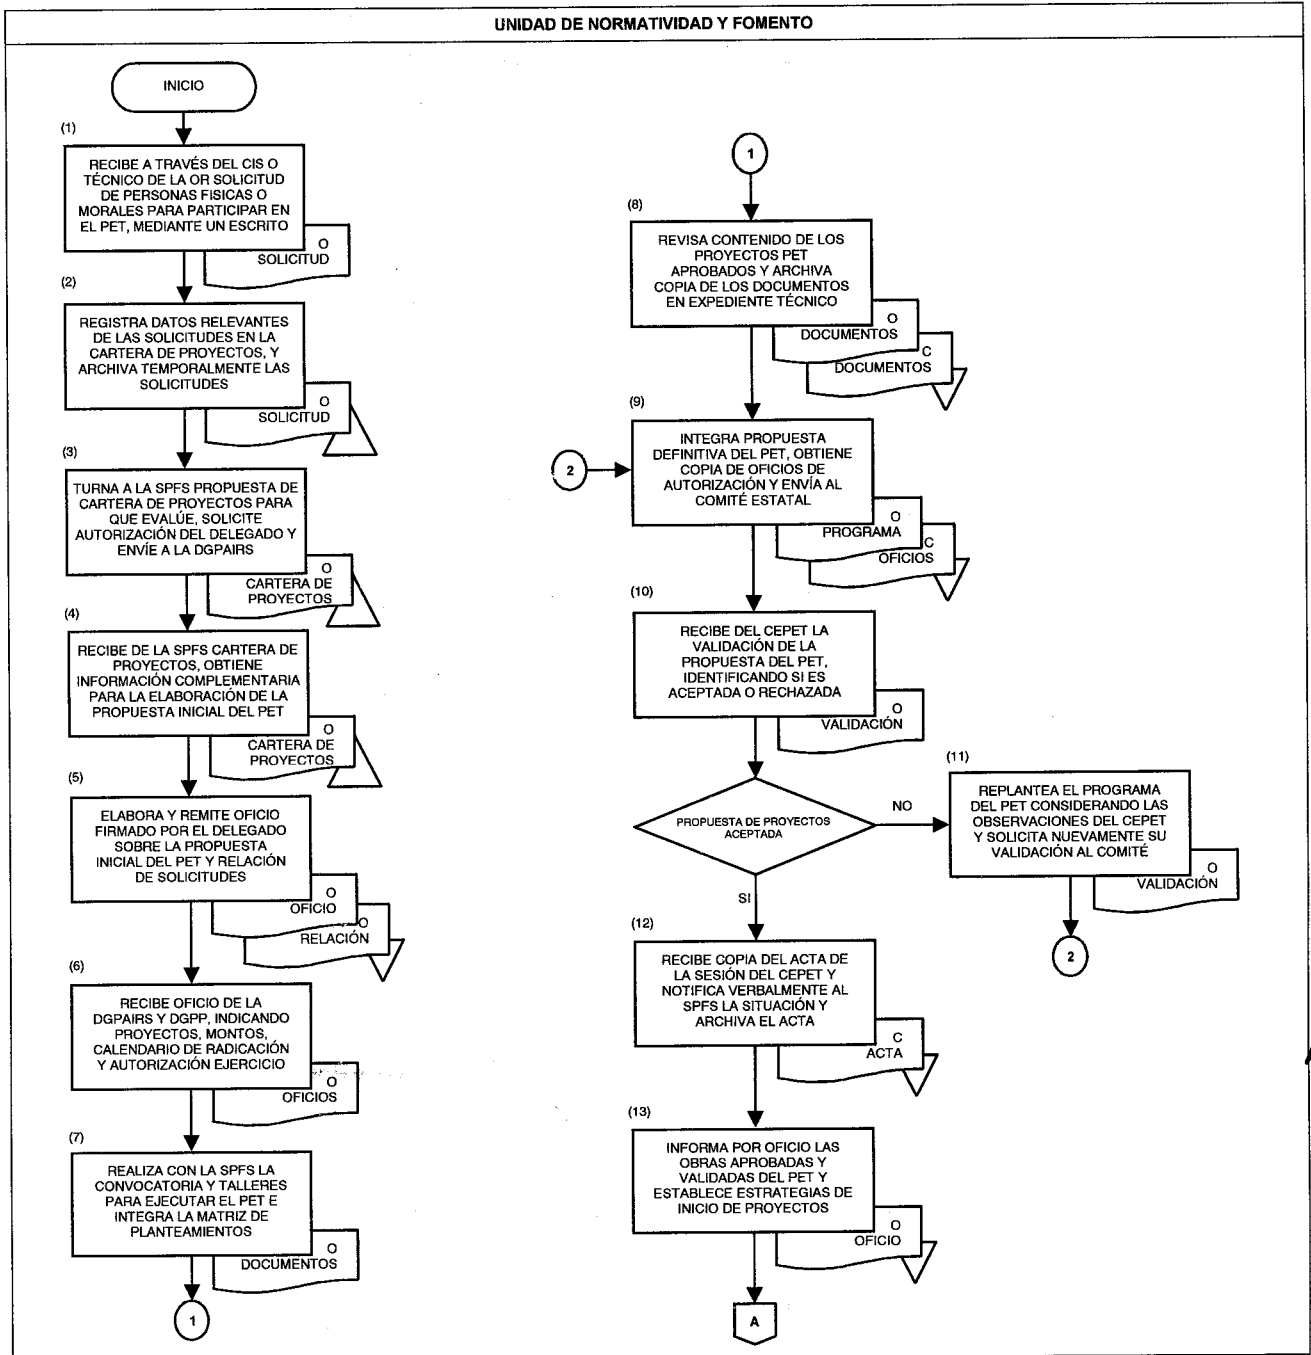 UNIDAD DE NORMATIVIDAD Y FOMENTO
INICIO
(1)
RECIBE A TRAVÉS DEL CIS O
TÉCNICO DE LA OR SOLICITUD
DE PERSONAS FISICAS O
MORALES PARA PARTICIPAR EN
EL PET, MEDIANTE UN ESCRITO
O
SOLICITUD
(2)
REGISTRA DATOS RELEVANTES
DE LAS SOLICITUDES EN LA
CARTERA DE PROYECTOS, Y
ARCHIVA TEMPORALMENTE LAS
SOLICITUDES
O
SOLICITUD
(3)
TURNA A LA SPFS PROPUESTA DE
CARTERA DE PROYECTOS PARA
QUE EVALÚE, SOLICITE
AUTORIZACIÓN DEL DELEGADO Y
ENVÍE A LA DGPAIRS
O
CARTERA DE
PROYECTOS
(4)
RECIBE DE LA SPFS CARTERA DE
PROYECTOS, OBTIENE
INFORMACIÓN COMPLEMENTARIA
PARA LA ELABORACIÓN DE LA
PROPUESTA INICIAL DEL PET
O
CARTERA DE
PROYECTOS
(5)
ELABORA Y REMITE OFICIO
FIRMADO POR EL DELEGADO
SOBRE LA PROPUESTA
INICIAL DEL PET Y RELACIÓN
DE SOLICITUDES
O
OFICIO
O
RELACIÓN
(6)
RECIBE OFICIO DE LA
DGPAIRS Y DGPP, INDICANDO
PROYECTOS, MONTOS,
CALENDARIO DE RADICACIÓN
Y AUTORIZACIÓN EJERCICIO
O
OFICIOS
(7)
REALIZA CON LA SPFS LA
CONVOCATORIA Y TALLERES
PARA EJECUTAR EL PET E
INTEGRA LA MATRIZ DE
PLANTEAMIENTOS
O
DOCUMENTOS
1
1
(8)
REVISA CONTENIDO DE LOS
PROYECTOS PET
APROBADOS Y ARCHIVA
COPIA DE LOS DOCUMENTOS
EN EXPEDIENTE TÉCNICO
O
DOCUMENTOS
C
DOCUMENTOS
(9)
2
INTEGRA PROPUESTA
DEFINITIVA DEL PET, OBTIENE
COPIA DE OFICIOS DE
AUTORIZACIÓN Y ENVÍA AL
COMITÉ ESTATAL
O
PROGRAMA
C
OFICIOS
(10)
RECIBE DEL CEPET LA
VALIDACIÓN DE LA
PROPUESTA DEL PET,
IDENTIFICANDO SI ES
ACEPTADA O RECHAZADA
O
VALIDACIÓN
PROPUESTA DE PROYECTOS
ACEPTADA
NO
(11)
REPLANTEA EL PROGRAMA
DEL PET CONSIDERANDO LAS
OBSERVACIONES DEL CEPET
Y SOLICITA NUEVAMENTE SU
VALIDACIÓN AL COMITÉ
O
VALIDACIÓN
2
SI
(12)
RECIBE COPIA DEL ACTA DE
LA SESIÓN DEL CEPET Y
NOTIFICA VERBALMENTE AL
SPFS LA SITUACIÓN Y
ARCHIVA EL ACTA
C
ACTA
(13)
INFORMA POR OFICIO LAS
OBRAS APROBADAS Y
VALIDADAS DEL PET Y
ESTABLECE ESTRATEGIAS DE
INICIO DE PROYECTOS
O
OFICIO
A